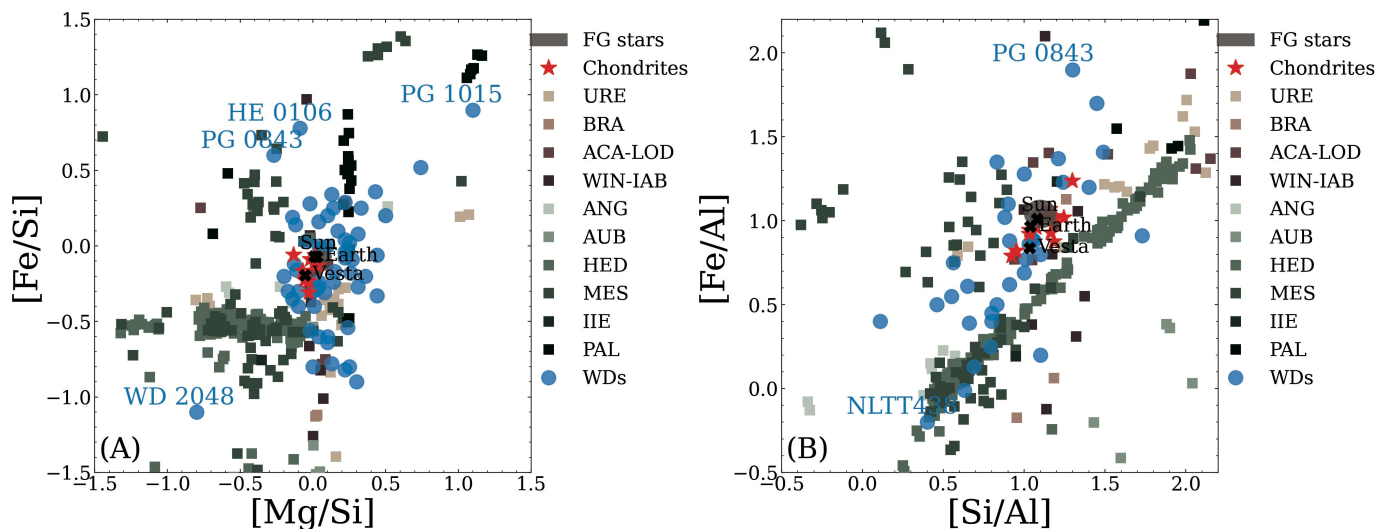 1.5
1.0
0.5
0.0
−0.5
−1.0
−1.5
[Fe/Si]
−1.5
−1.0
−0.5
0.0
0.5
1.0
1.5
[Mg/Si]
PG 1015
HE 0106
PG 0843
Sun
Earth
Vesta
WD 2048
(A)
FG stars
Chondrites
URE
BRA
ACA-LOD
WIN-IAB
ANG
AUB
HED
MES
IIE
PAL
WDs
2.0
1.5
1.0
0.5
0.0
−0.5
[Fe/Al]
−0.5
0.0
0.5
1.0
1.5
2.0
[Si/Al]
PG 0843
Sun
Earth
Vesta
NLTT438
(B)
FG stars
Chondrites
URE
BRA
ACA-LOD
WIN-IAB
ANG
AUB
HED
MES
IIE
PAL
WDs